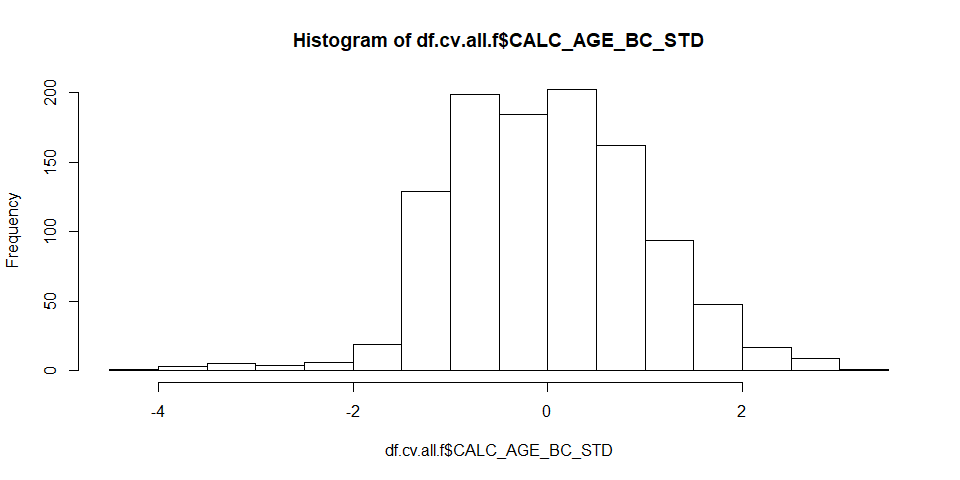 Histogram of df.cv.all.f$CALC_AGE_BC_STD
Frequency
200
150
100
50
0
-4 -2 0 2
df.cv.all.f$CALC_AGE_BC_STD